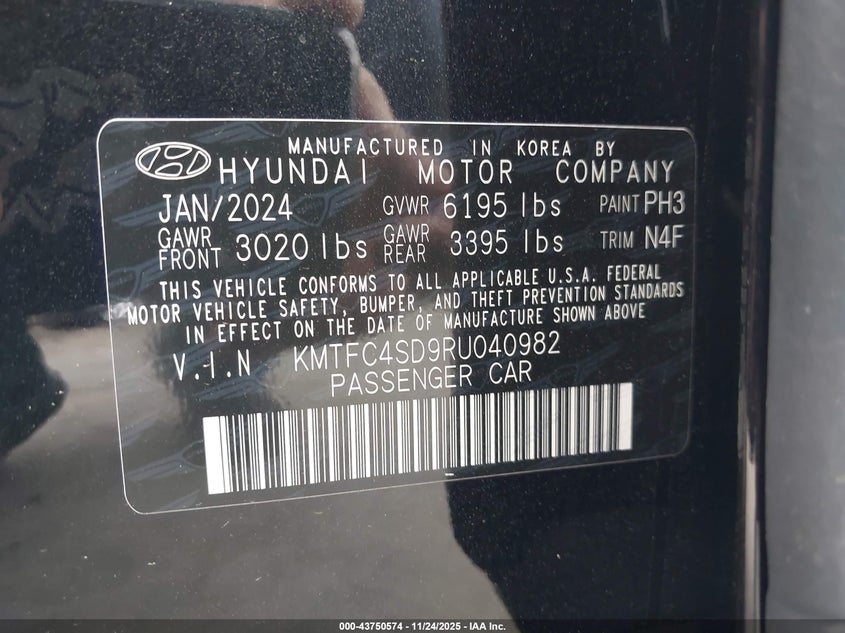 MANUFACTURED IN KOREA BY
HYUNDAI MOTOR COMPANY
JAN/2024 GVWR 6195 lbs PAINT PH3
GAWR FRONT 3020 lbs GAWR REAR 3395 lbs TRIM N4F
THIS VEHICLE CONFORMS TO ALL APPLICABLE U.S.A. FEDERAL
MOTOR VEHICLE SAFETY, BUMPER, AND THEFT PREVENTION STANDARDS
IN EFFECT ON THE DATE OF MANUFACTURE SHOWN ABOVE
V.I.N KMTFC4SD9RU040982
PASSENGER CAR
000-43750574 - 11/24/2025 - IAA Inc.